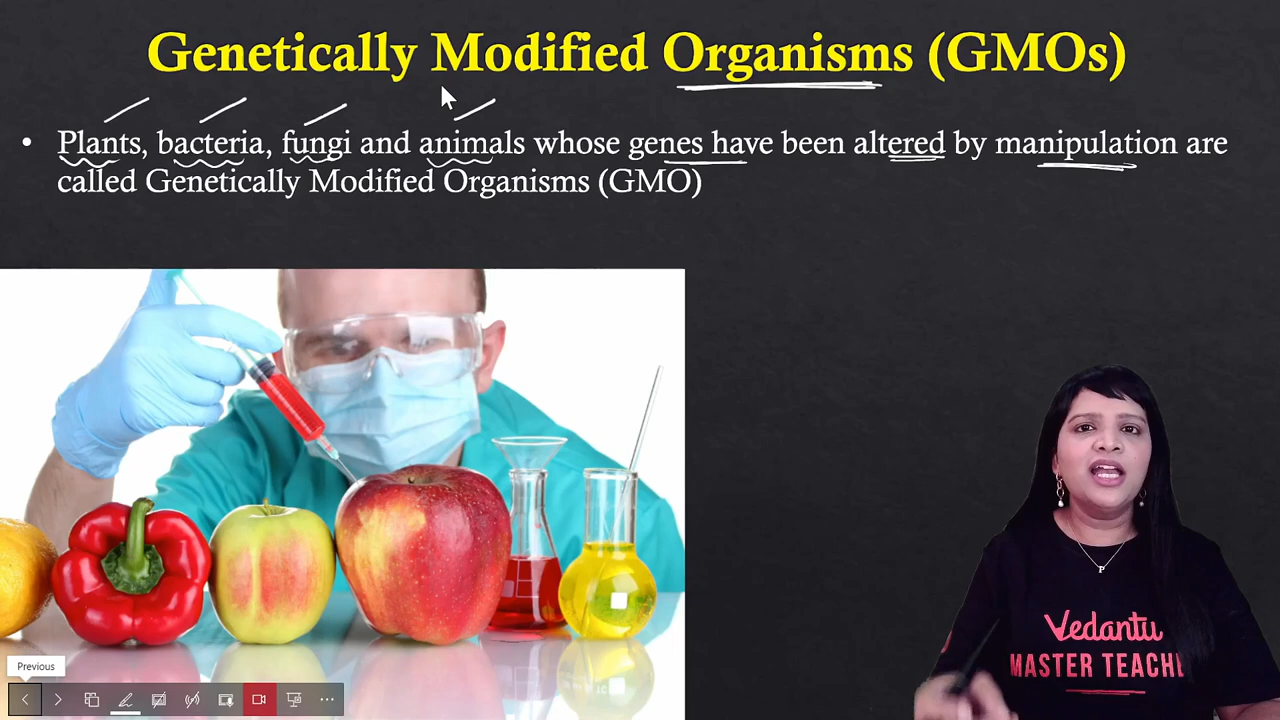 Genetically Modified Organisms (GMOs)
• Plants, bacteria, fungi and animals whose genes have been altered by manipulation are
called Genetically Modified Organisms (GMO)
Previous
P
Vedantu
MASTER TEACHE